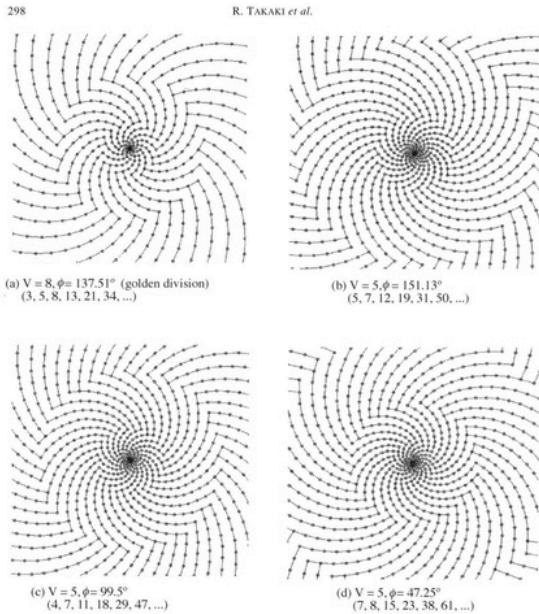 298
R. TAKAKI et al.
(a) V = 8, ϕ= 137.51° (golden division)
(3, 5, 8, 13, 21, 34, ...)
(b) V = 5,ϕ= 151.13°
(5, 7, 12, 19, 31, 50, ...)
(c) V = 5,ϕ= 99.5°
(4, 7, 11, 18, 29, 47, ...)
(d) V = 5, ϕ= 47.25°
(7, 8, 15, 23, 38, 61, ...)